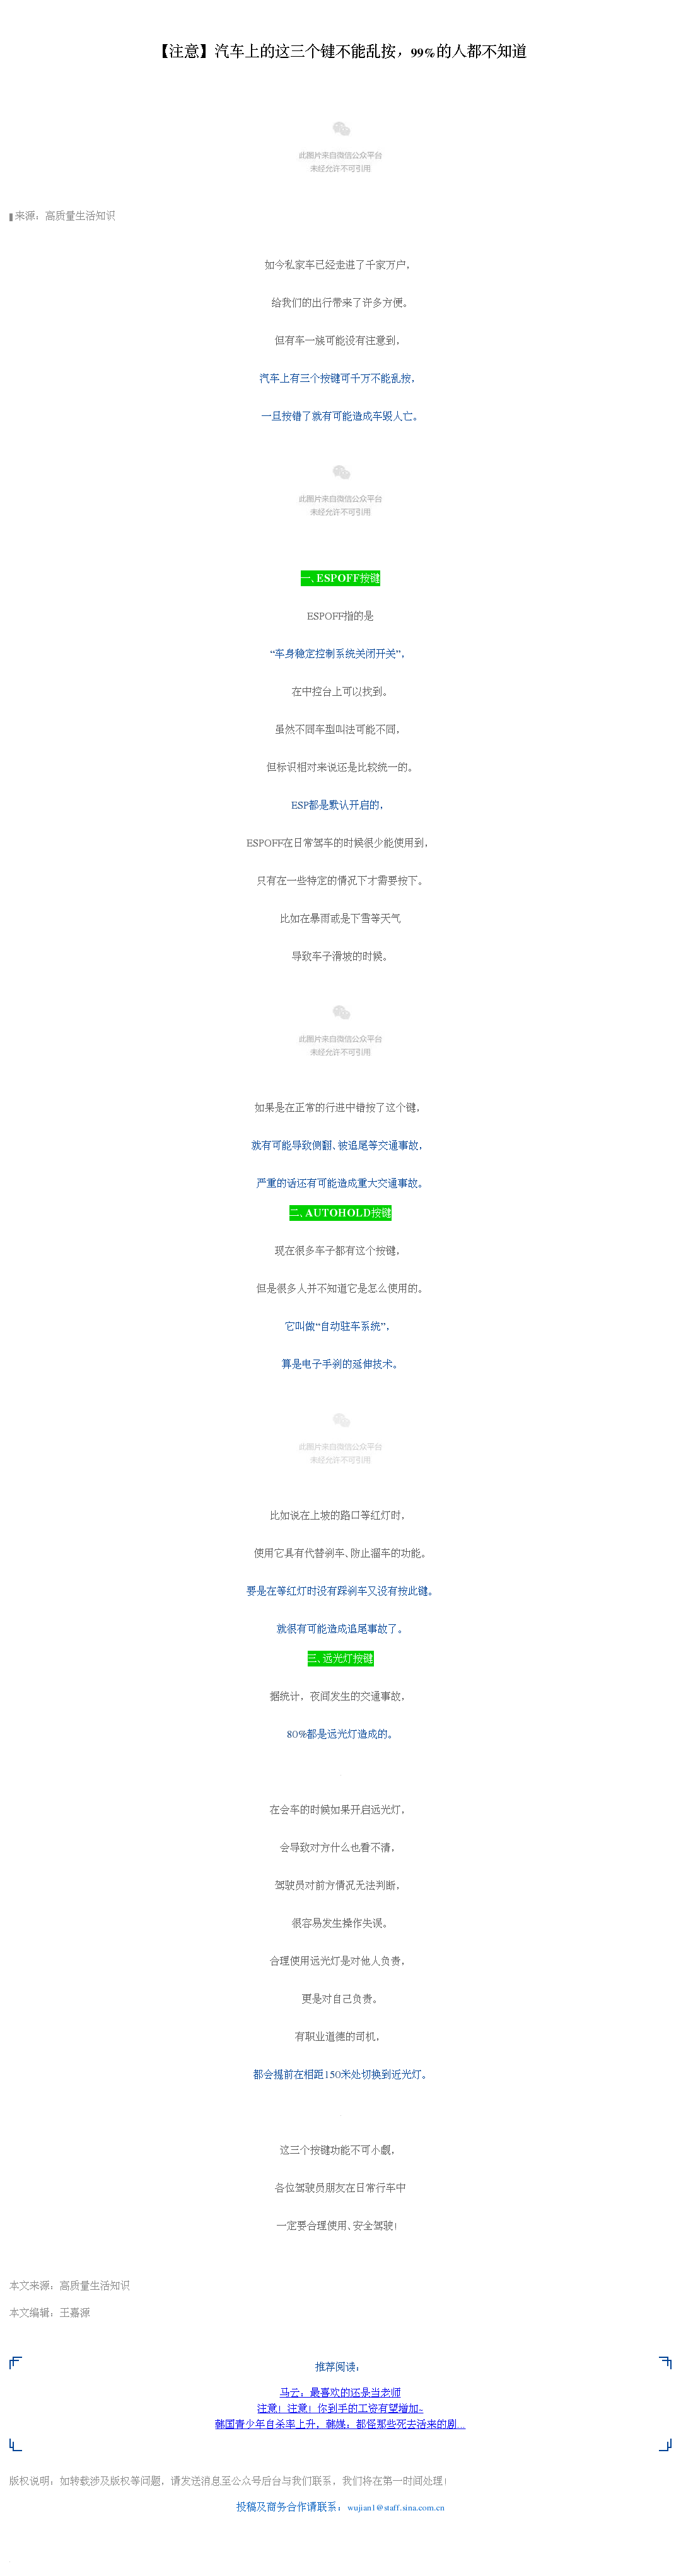 【注意】汽车上的这三个键不能乱按，99%的人都不知道
此图片来自微信公众平台
未经允许不可引用
来源：高质量生活知识
如今私家车已经走进了千家万户，
给我们的出行带来了许多方便。
但有车一族可能没有注意到，
汽车上有三个按键可千万不能乱按，
一旦按错了就有可能造成车毁人亡。
此图片来自微信公众平台
未经允许不可引用
一、ESPOFF按键
ESPOFF指的是
“车身稳定控制系统关闭开关”，
在中控台上可以找到。
虽然不同车型叫法可能不同，
但标识相对来说还是比较统一的。
ESP都是默认开启的，
ESPOFF在日常驾车的时候很少能使用到，
只有在一些特定的情况下才需要按下。
比如在暴雨或是下雪等天气
导致车子滑坡的时候。
此图片来自微信公众平台
未经允许不可引用
如果是在正常的行进中错按了这个键，
就有可能导致侧翻、被追尾等交通事故，
严重的话还有可能造成重大交通事故。
二、AUTOHOLD按键
现在很多车子都有这个按键，
但是很多人并不知道它是怎么使用的。
它叫做“自动驻车系统”，
算是电子手刹的延伸技术。
此图片来自微信公众平台
未经允许不可引用
比如说在上坡的路口等红灯时，
使用它具有代替刹车、防止溜车的功能。
要是在等红灯时没有踩刹车又没有按此键。
就很有可能造成追尾事故了。
三、远光灯按键
据统计，夜间发生的交通事故，
80%都是远光灯造成的。
在会车的时候如果开启远光灯，
会导致对方什么也看不清，
驾驶员对前方情况无法判断，
很容易发生操作失误。
合理使用远光灯是对他人负责，
更是对自己负责。
有职业道德的司机，
都会提前在相距150米处切换到近光灯。
这三个按键功能不可小觑，
各位驾驶员朋友在日常行车中
一定要合理使用、安全驾驶！
本文来源：高质量生活知识
本文编辑：王嘉源
推荐阅读：
马云：最喜欢的还是当老师
注意！注意！你到手的工资有望增加~
韩国青少年自杀率上升，韩媒：都怪那些死去活来的剧...
版权说明，如转载涉及版权等问题，请发送消息至公众号后台与我们联系，我们将在第一时间处理！
投稿及商务合作请联系：wujian1@staff.sina.com.cn